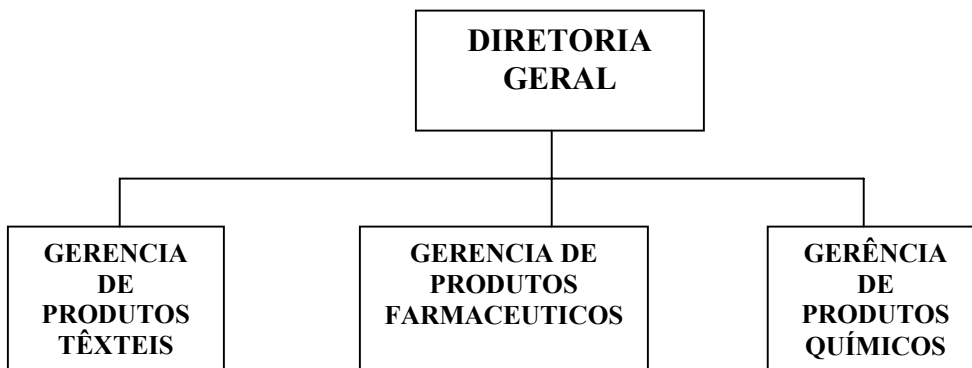 DIRETORIA
GERAL
GERENCIA
DE
PRODUTOS
TÊXTEIS
GERENCIA DE
PRODUTOS
FARMACEUTICOS
GERÊNCIA
DE
PRODUTOS
QUÍMICOS